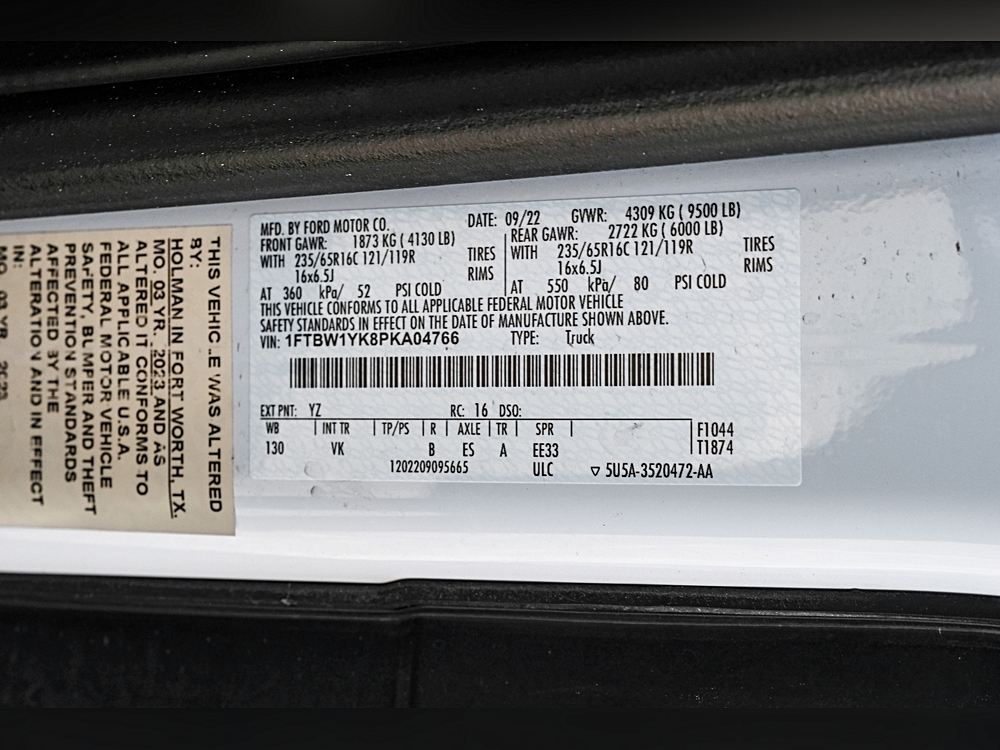 MFD. BY FORD MOTOR CO. DATE: 09/22 GVWR: 4309 KG ( 9500 LB)
FRONT GAWR: 1873 KG ( 4130 LB) REAR GAWR: 2722 KG ( 6000 LB)
WITH 235/65R16C 121/119R TIRES WITH 235/65R16C 121/119R TIRES
16x6.5J RIMS 16x6.5J RIMS
AT 360 kPa/ 52 PSI COLD AT 550 kPa/ 80 PSI COLD
THIS VEHICLE CONFORMS TO ALL APPLICABLE FEDERAL MOTOR VEHICLE
SAFETY STANDARDS IN EFFECT ON THE DATE OF MANUFACTURE SHOWN ABOVE.
VIN: 1FTBW1YK8PKA04766 TYPE: Truck
EXT PNT: YZ RC: 16 DSO:
WB INT TR TP/PS R AXLE TR SPR F1044
130 VK B ES A EE33 T1874
1202209095665 ULC 5U5A-3520472-AA
THIS VEHICLE WAS ALTERED
BY:
HOLMAN IN FORT WORTH, TX.
MO. 03 YR. 2023 AND AS
ALTERED IT CONFORMS TO
ALL APPLICABLE U.S.A.
FEDERAL MOTOR VEHICLE
SAFETY, BUMPER AND THEFT
PREVENTION STANDARDS
AFFECTED BY THE
ALTERATION AND IN EFFECT
IN:
MO. 03 YR. 2023